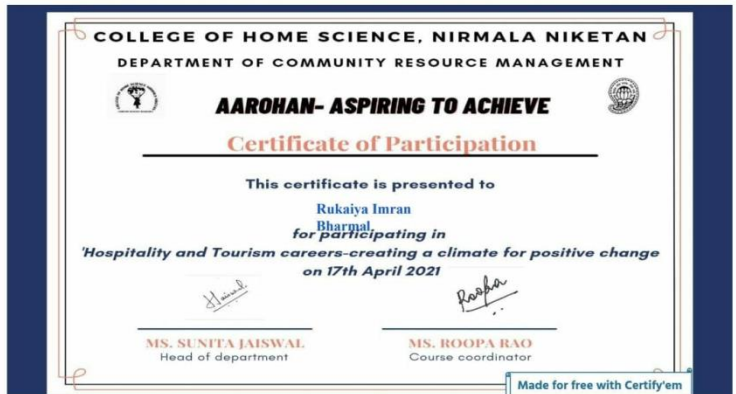 COLLEGE OF HOME SCIENCE, NIRMALA NIKETAN
DEPARTMENT OF COMMUNITY RESOURCE MANAGEMENT
AAROHAN- ASPIRING TO ACHIEVE
Certificate of Participation
This certificate is presented to
Rukaiya Imran
Bharmal
for participating in
'Hospitality and Tourism careers-creating a climate for positive change
on 17th April 2021
Roopa
MS. SUNITA JAISWAL
MS. ROOPA RAO
Head of department
Course coordinator
Made for free with Certify'em